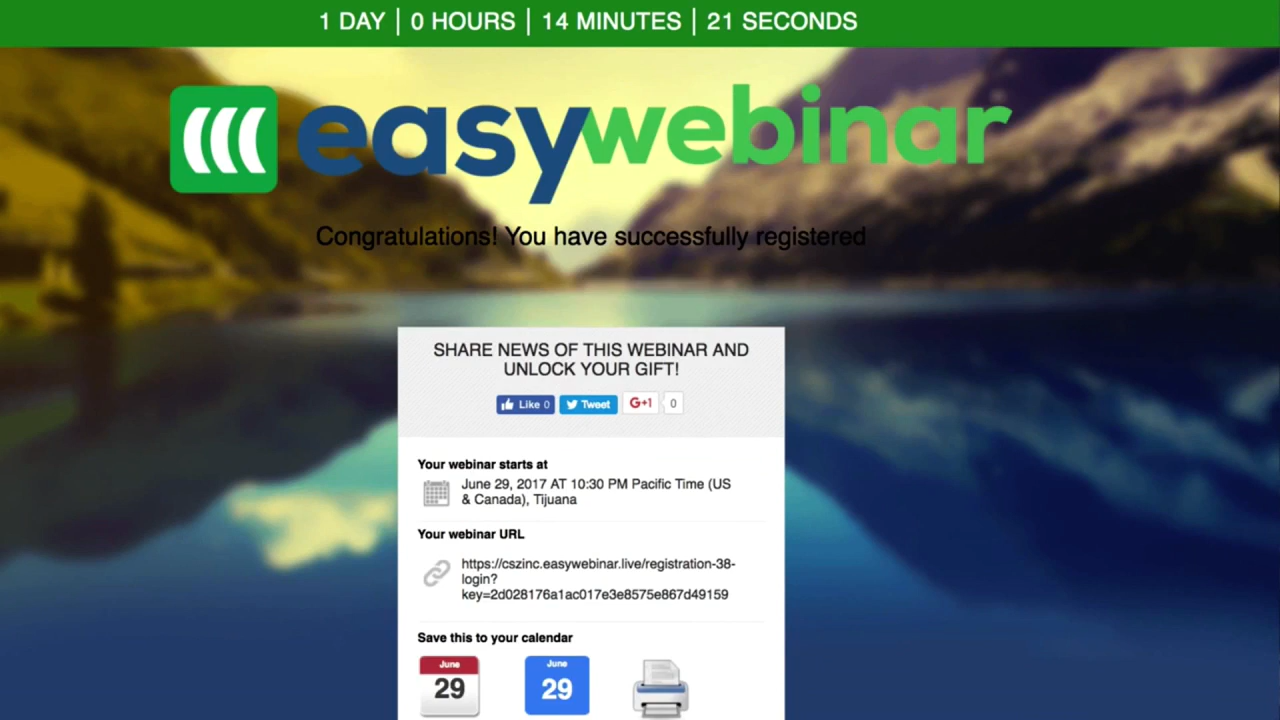 1 DAY | 0 HOURS | 14 MINUTES | 21 SECONDS
easywebinar
Congratulations! You have successfully registered
SHARE NEWS OF THIS WEBINAR AND
UNLOCK YOUR GIFT!
Like 0 Tweet G+1 0
Your webinar starts at
June 29, 2017 AT 10:30 PM Pacific Time (US
& Canada), Tijuana
Your webinar URL
https://cszinc.easywebinar.live/registration-38-
login?
key=2d028176a1ac017e3e8575e867d49159
Save this to your calendar
June June
29 29